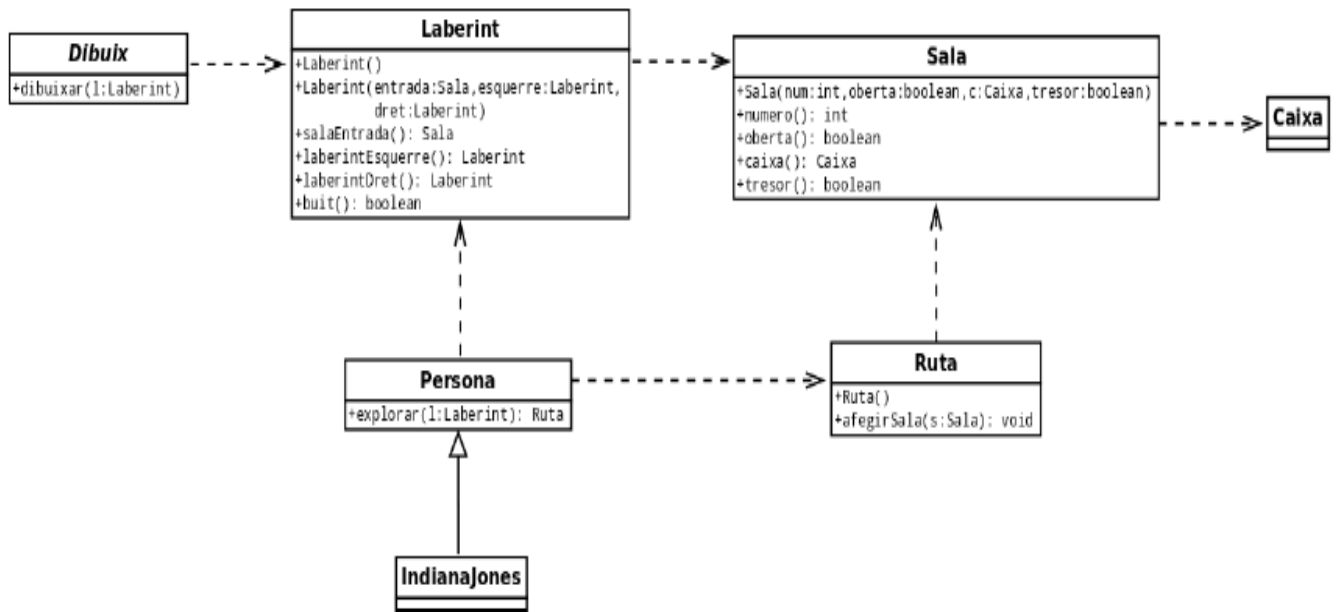 Dibuix
+dibuixar(l:Laberint)
Laberint
+Laberint()
+Laberint(entrada:Sala,esquerre:Laberint,
dret:Laberint)
+salaEntrada(): Sala
+laberintEsquerre(): Laberint
+laberintDret(): Laberint
+buit(): boolean
Sala
+Sala(num:int,oberta:boolean,c:Caixa,tresor:boolean)
+numero(): int
+oberta(): boolean
+caixa(): Caixa
+tresor(): boolean
Caixa
Persona
+explorar(l:Laberint): Ruta
Ruta
+Ruta()
+afegirSala(s:Sala): void
IndianaJones